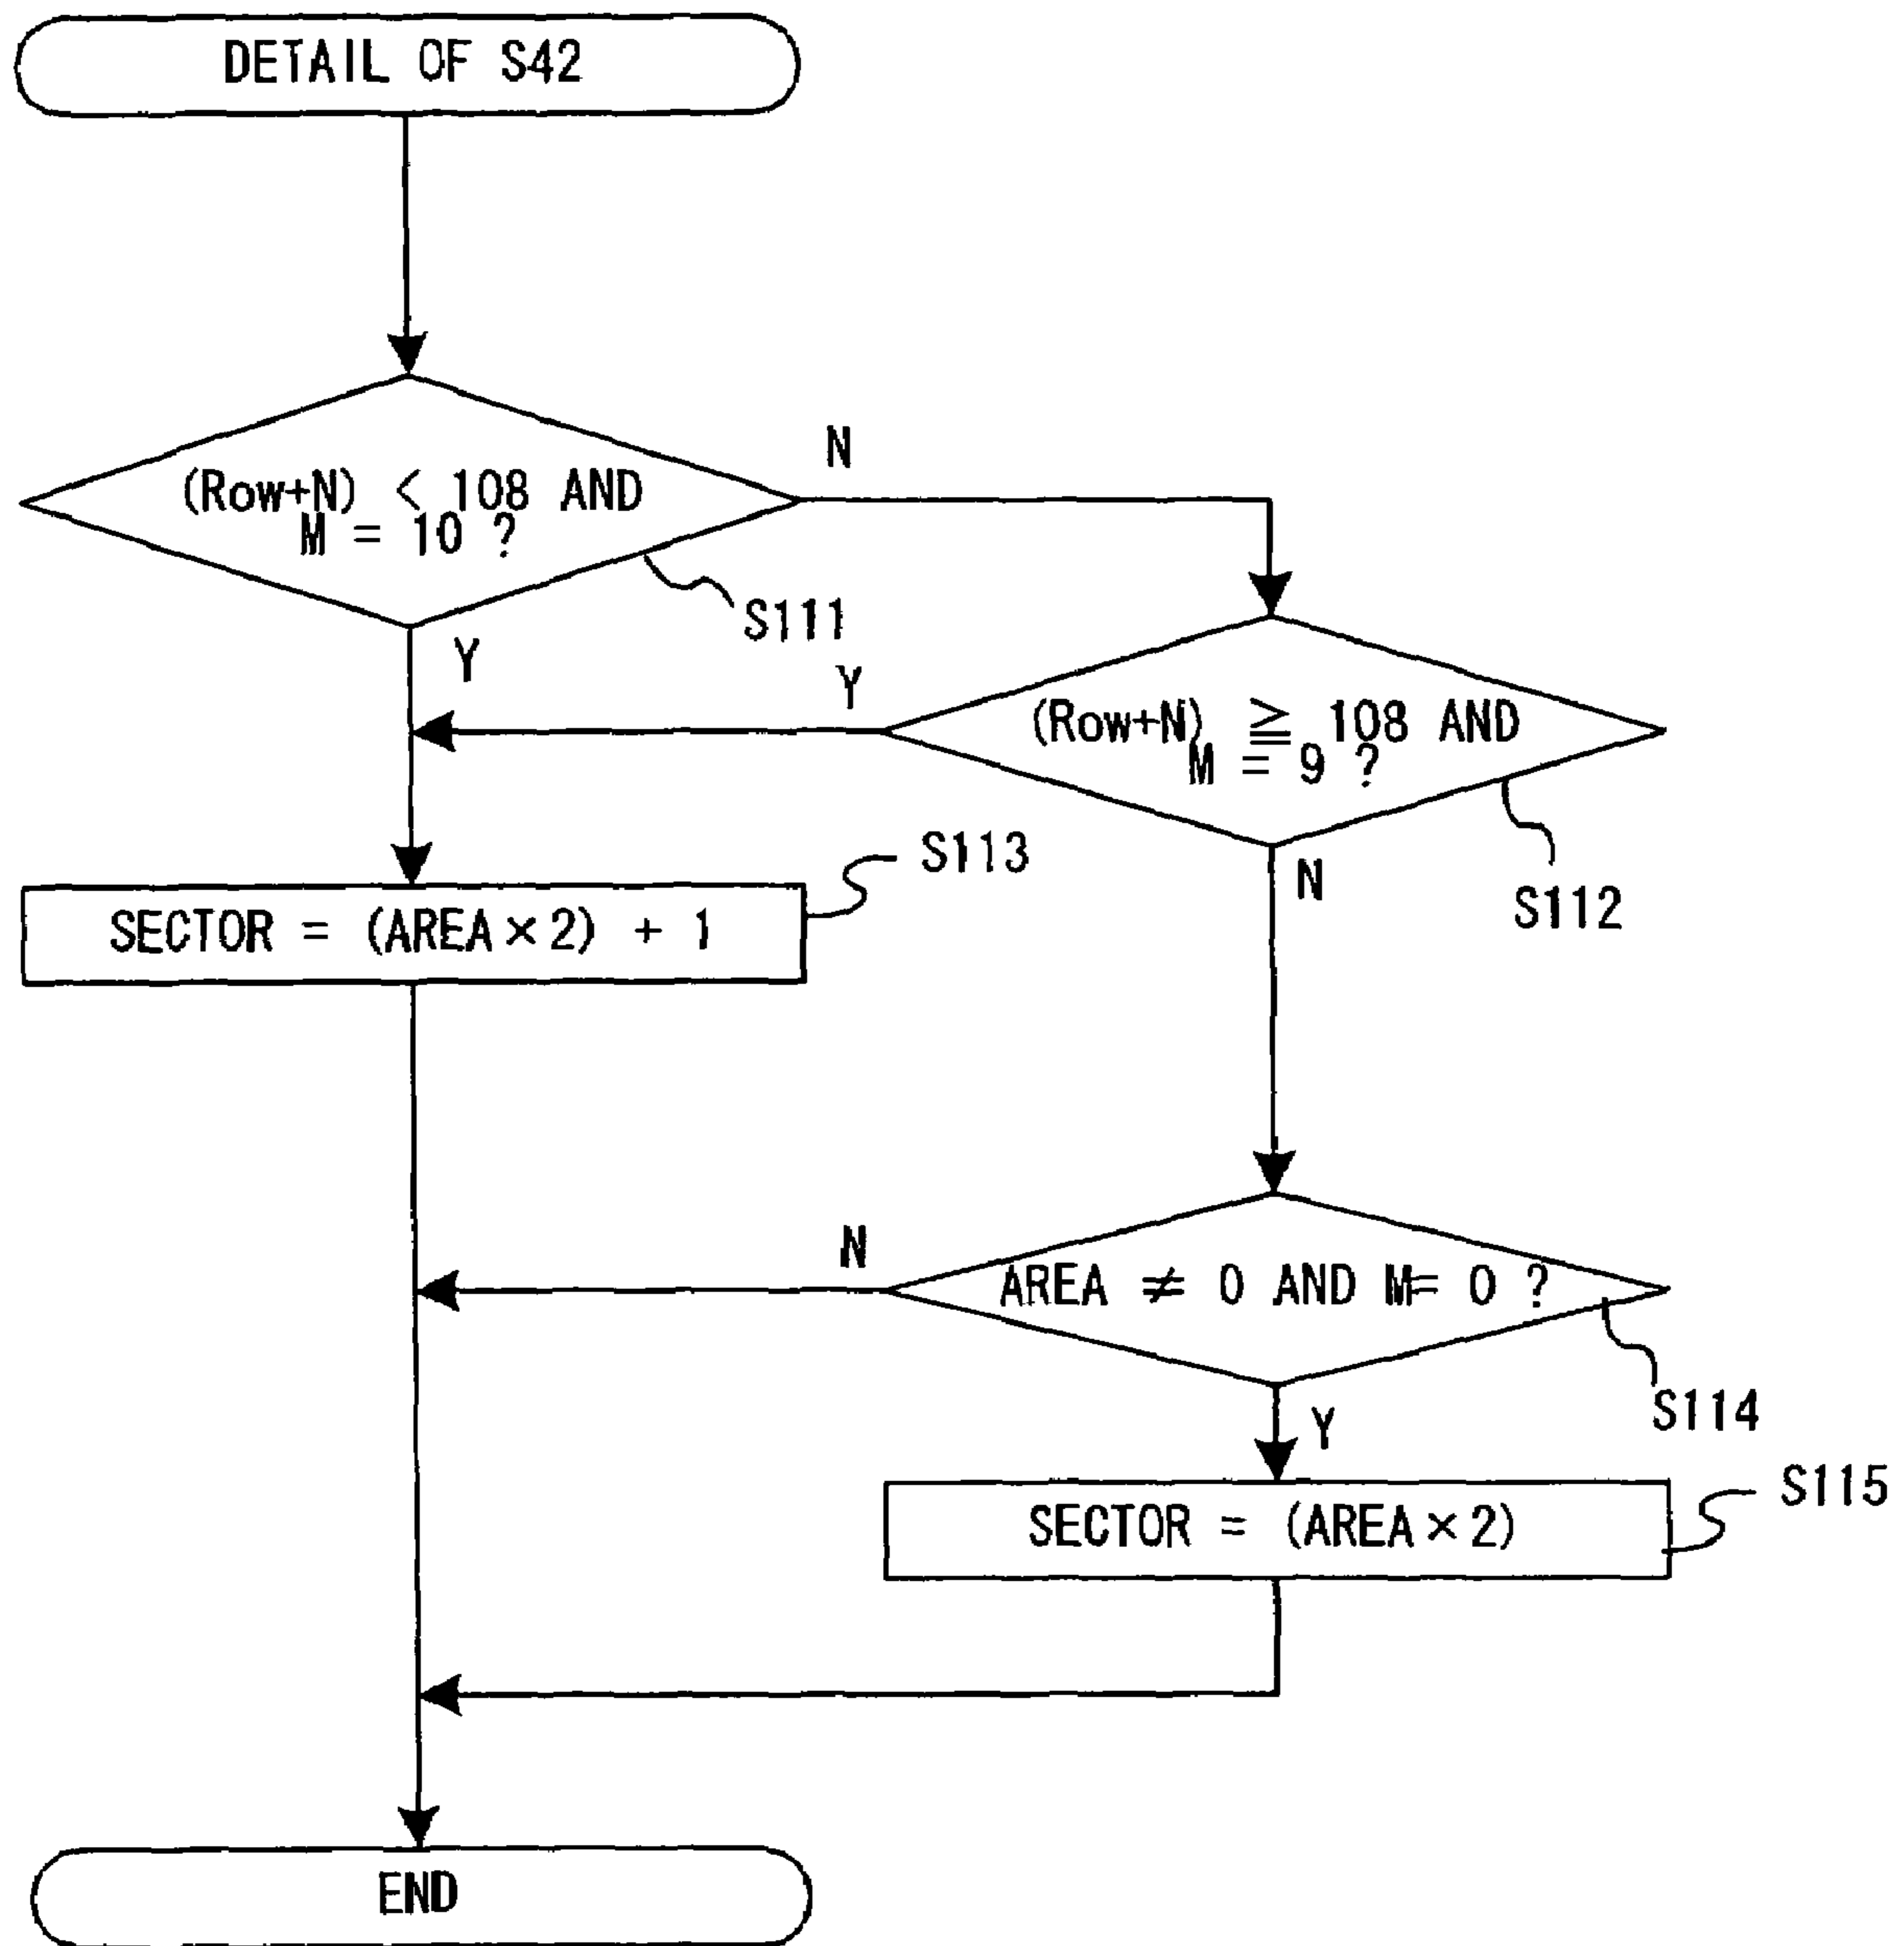 DETAIL OF S42
(Row+N) < 108 AND
M = 10 ?
N
S111
Y
Y
(Row+N) ≧ 108 AND
M = 9 ?
S112
N
S113
SECTOR = (AREA×2) + 1
N
AREA ≠ 0 AND M= 0 ?
S114
Y
S115
SECTOR = (AREA×2)
END